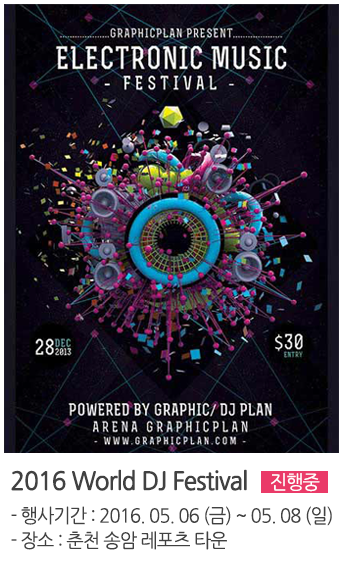 GRAPHICPLAN PRESENT
ELECTRONIC MUSIC
- FESTIVAL -
28 DEC 2013
$30 ENTRY
POWERED BY GRAPHIC/DJ PLAN
ARENA GRAPHICPLAN
- WWW.GRAPHICPLAN.COM -
2016 World DJ Festival 진행중
- 행사기간 : 2016. 05. 06 (금) ~ 05. 08 (일)
- 장소 : 춘천 송암 레포츠 타운